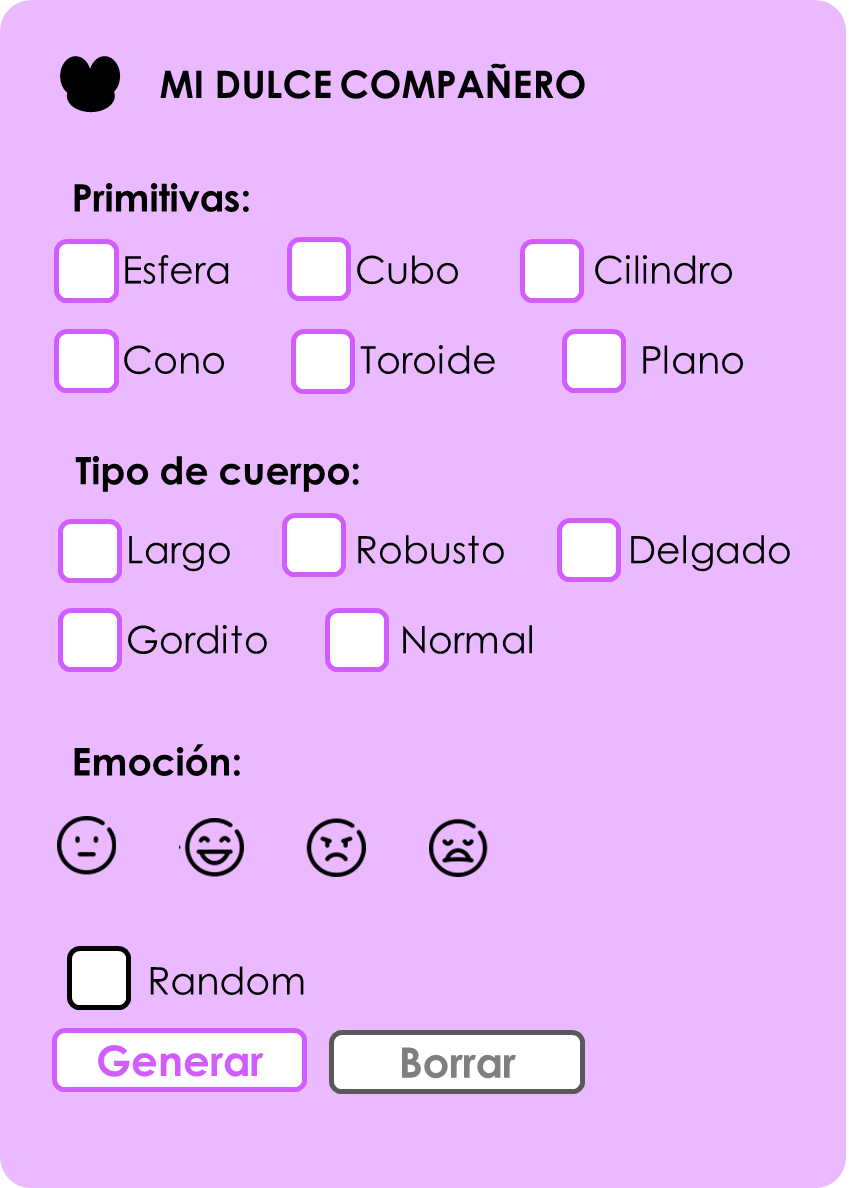 MI DULCE COMPAÑERO
Primitivas:
Esfera Cubo Cilindro
Cono Toroide Plano
Tipo de cuerpo:
Largo Robusto Delgado
Gordito Normal
Emoción:
Random
Generar Borrar